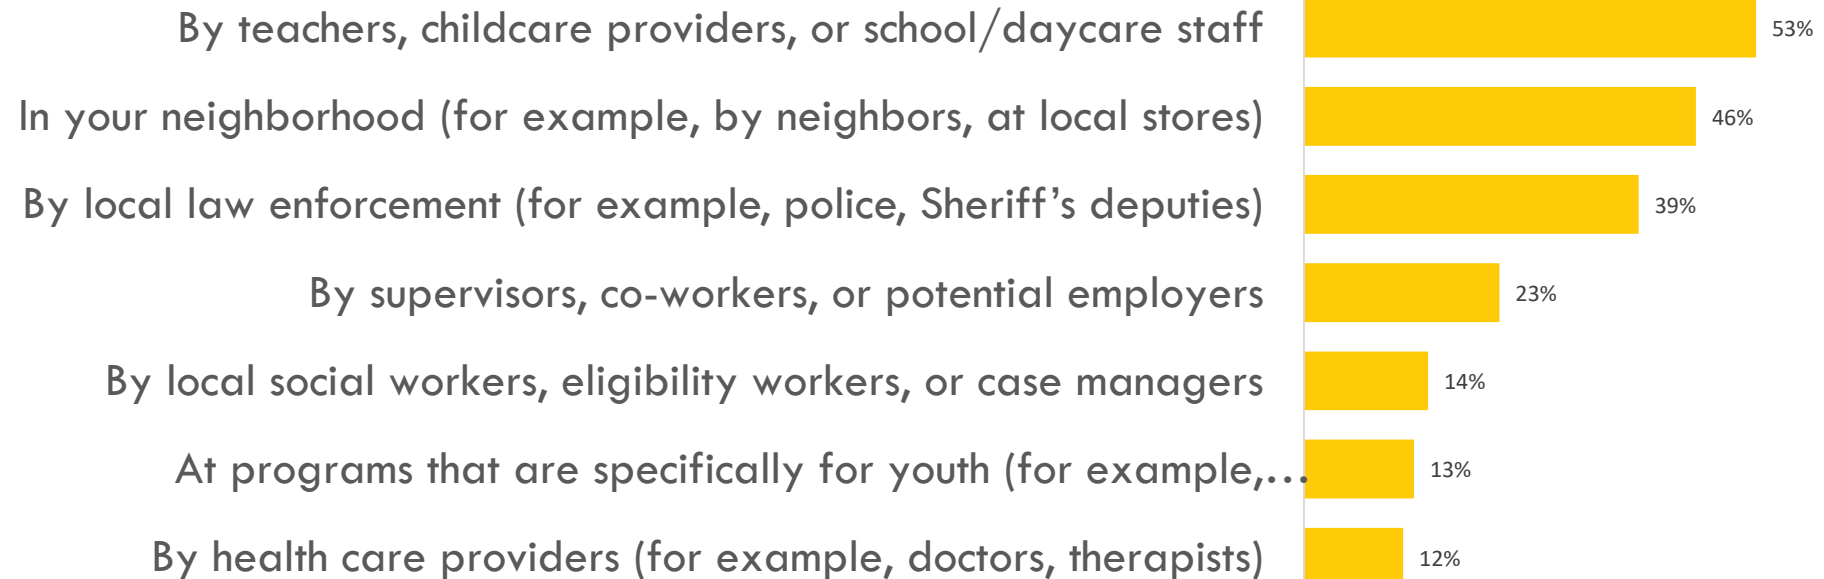 By teachers, childcare providers, or school/daycare staff 53%
In your neighborhood (for example, by neighbors, at local stores) 46%
By local law enforcement (for example, police, Sheriff’s deputies) 39%
By supervisors, co-workers, or potential employers 23%
By local social workers, eligibility workers, or case managers 14%
At programs that are specifically for youth (for example,… 13%
By health care providers (for example, doctors, therapists) 12%